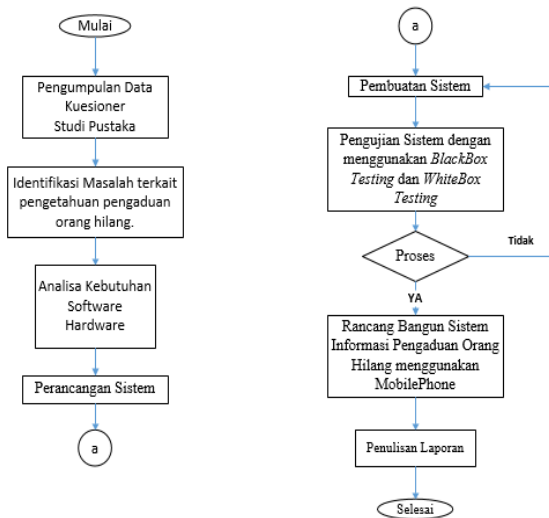 Mulai
Pengumpulan Data
Kuesioner
Studi Pustaka
Identifikasi Masalah terkait
pengetahuan pengaduan
orang hilang.
Analisa Kebutuhan
Software
Hardware
Perancangan Sistem
a
a
Pembuatan Sistem
Pengujian Sistem dengan
menggunakan BlackBox
Testing dan WhiteBox
Testing
Proses
Tidak
YA
Rancang Bangun Sistem
Informasi Pengaduan Orang
Hilang menggunakan
MobilePhone
Penulisan Laporan
Selesai